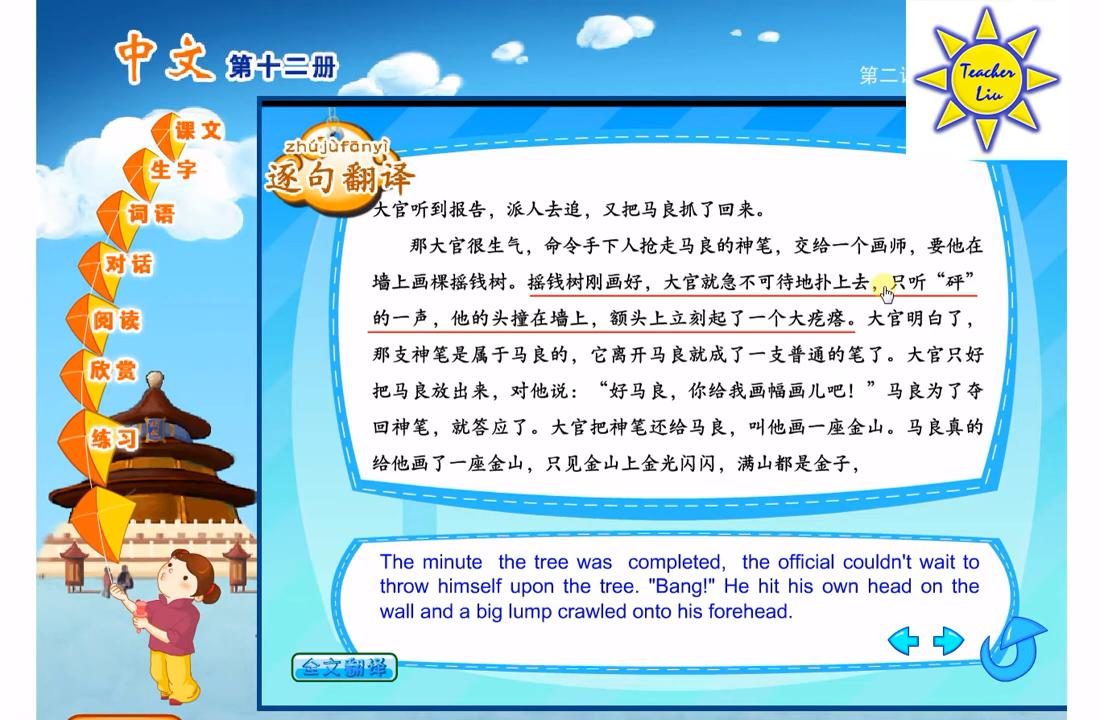 中文 第十二册
第二
Teacher
Liu
课文
生字
词语
对话
阅读
欣赏
练习
zhújùfānyì
逐句翻译
大官听到报告，派人去追，又把马良抓了回来。
那大官很生气，命令手下人抢走马良的神笔，交给一个画师，要他在
墙上画棵摇钱树。摇钱树刚画好，大官就急不可待地扑上去，只听“砰”
的一声，他的头撞在墙上，额头上立刻起了一个大疙瘩。大官明白了，
那支神笔是属于马良的，它离开马良就成了一支普通的笔了。大官只好
把马良放出来，对他说：“好马良，你给我画幅画儿吧！”马良为了夺
回神笔，就答应了。大官把神笔还给马良，叫他画一座金山。马良真的
给他画了一座金山，只见金山上金光闪闪，满山都是金子，
The minute the tree was completed, the official couldn't wait to
throw himself upon the tree. "Bang!" He hit his own head on the
wall and a big lump crawled onto his forehead.
全文翻译